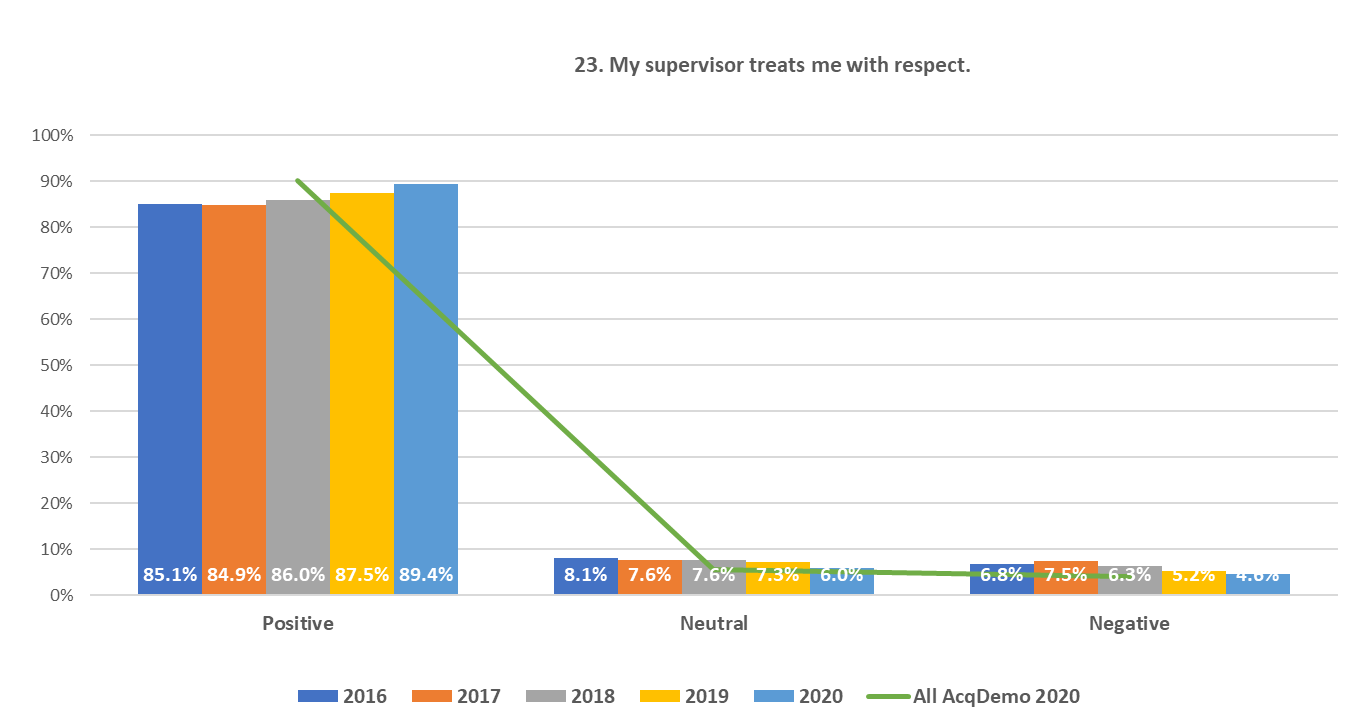 23. My supervisor treats me with respect.
100%
90%
80%
70%
60%
50%
40%
30%
20%
10%
0%
85.1% 84.9% 86.0% 87.5% 89.4%
8.1% 7.6% 7.6% 7.3% 6.0%
6.8% 7.5% 6.3% 5.2% 4.6%
Positive Neutral Negative
2016 2017 2018 2019 2020 All AcqDemo 2020